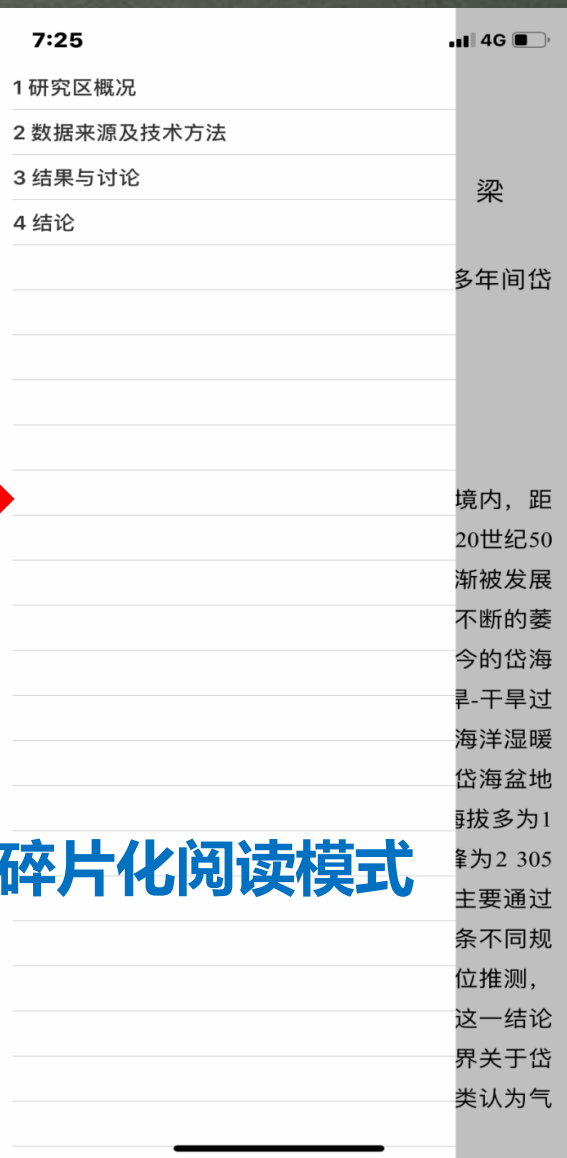 7:25
4G
1 研究区概况
2 数据来源及技术方法
3 结果与讨论
4 结论
梁
多年间岱
境内，距
20世纪50
渐被发展
不断的萎
今的岱海
旱-干旱过
海洋湿暖
岱海盆地
海拔多为1
峰为2 305
碎片化阅读模式
主要通过
条不同规
位推测，
这一结论
界关于岱
类认为气